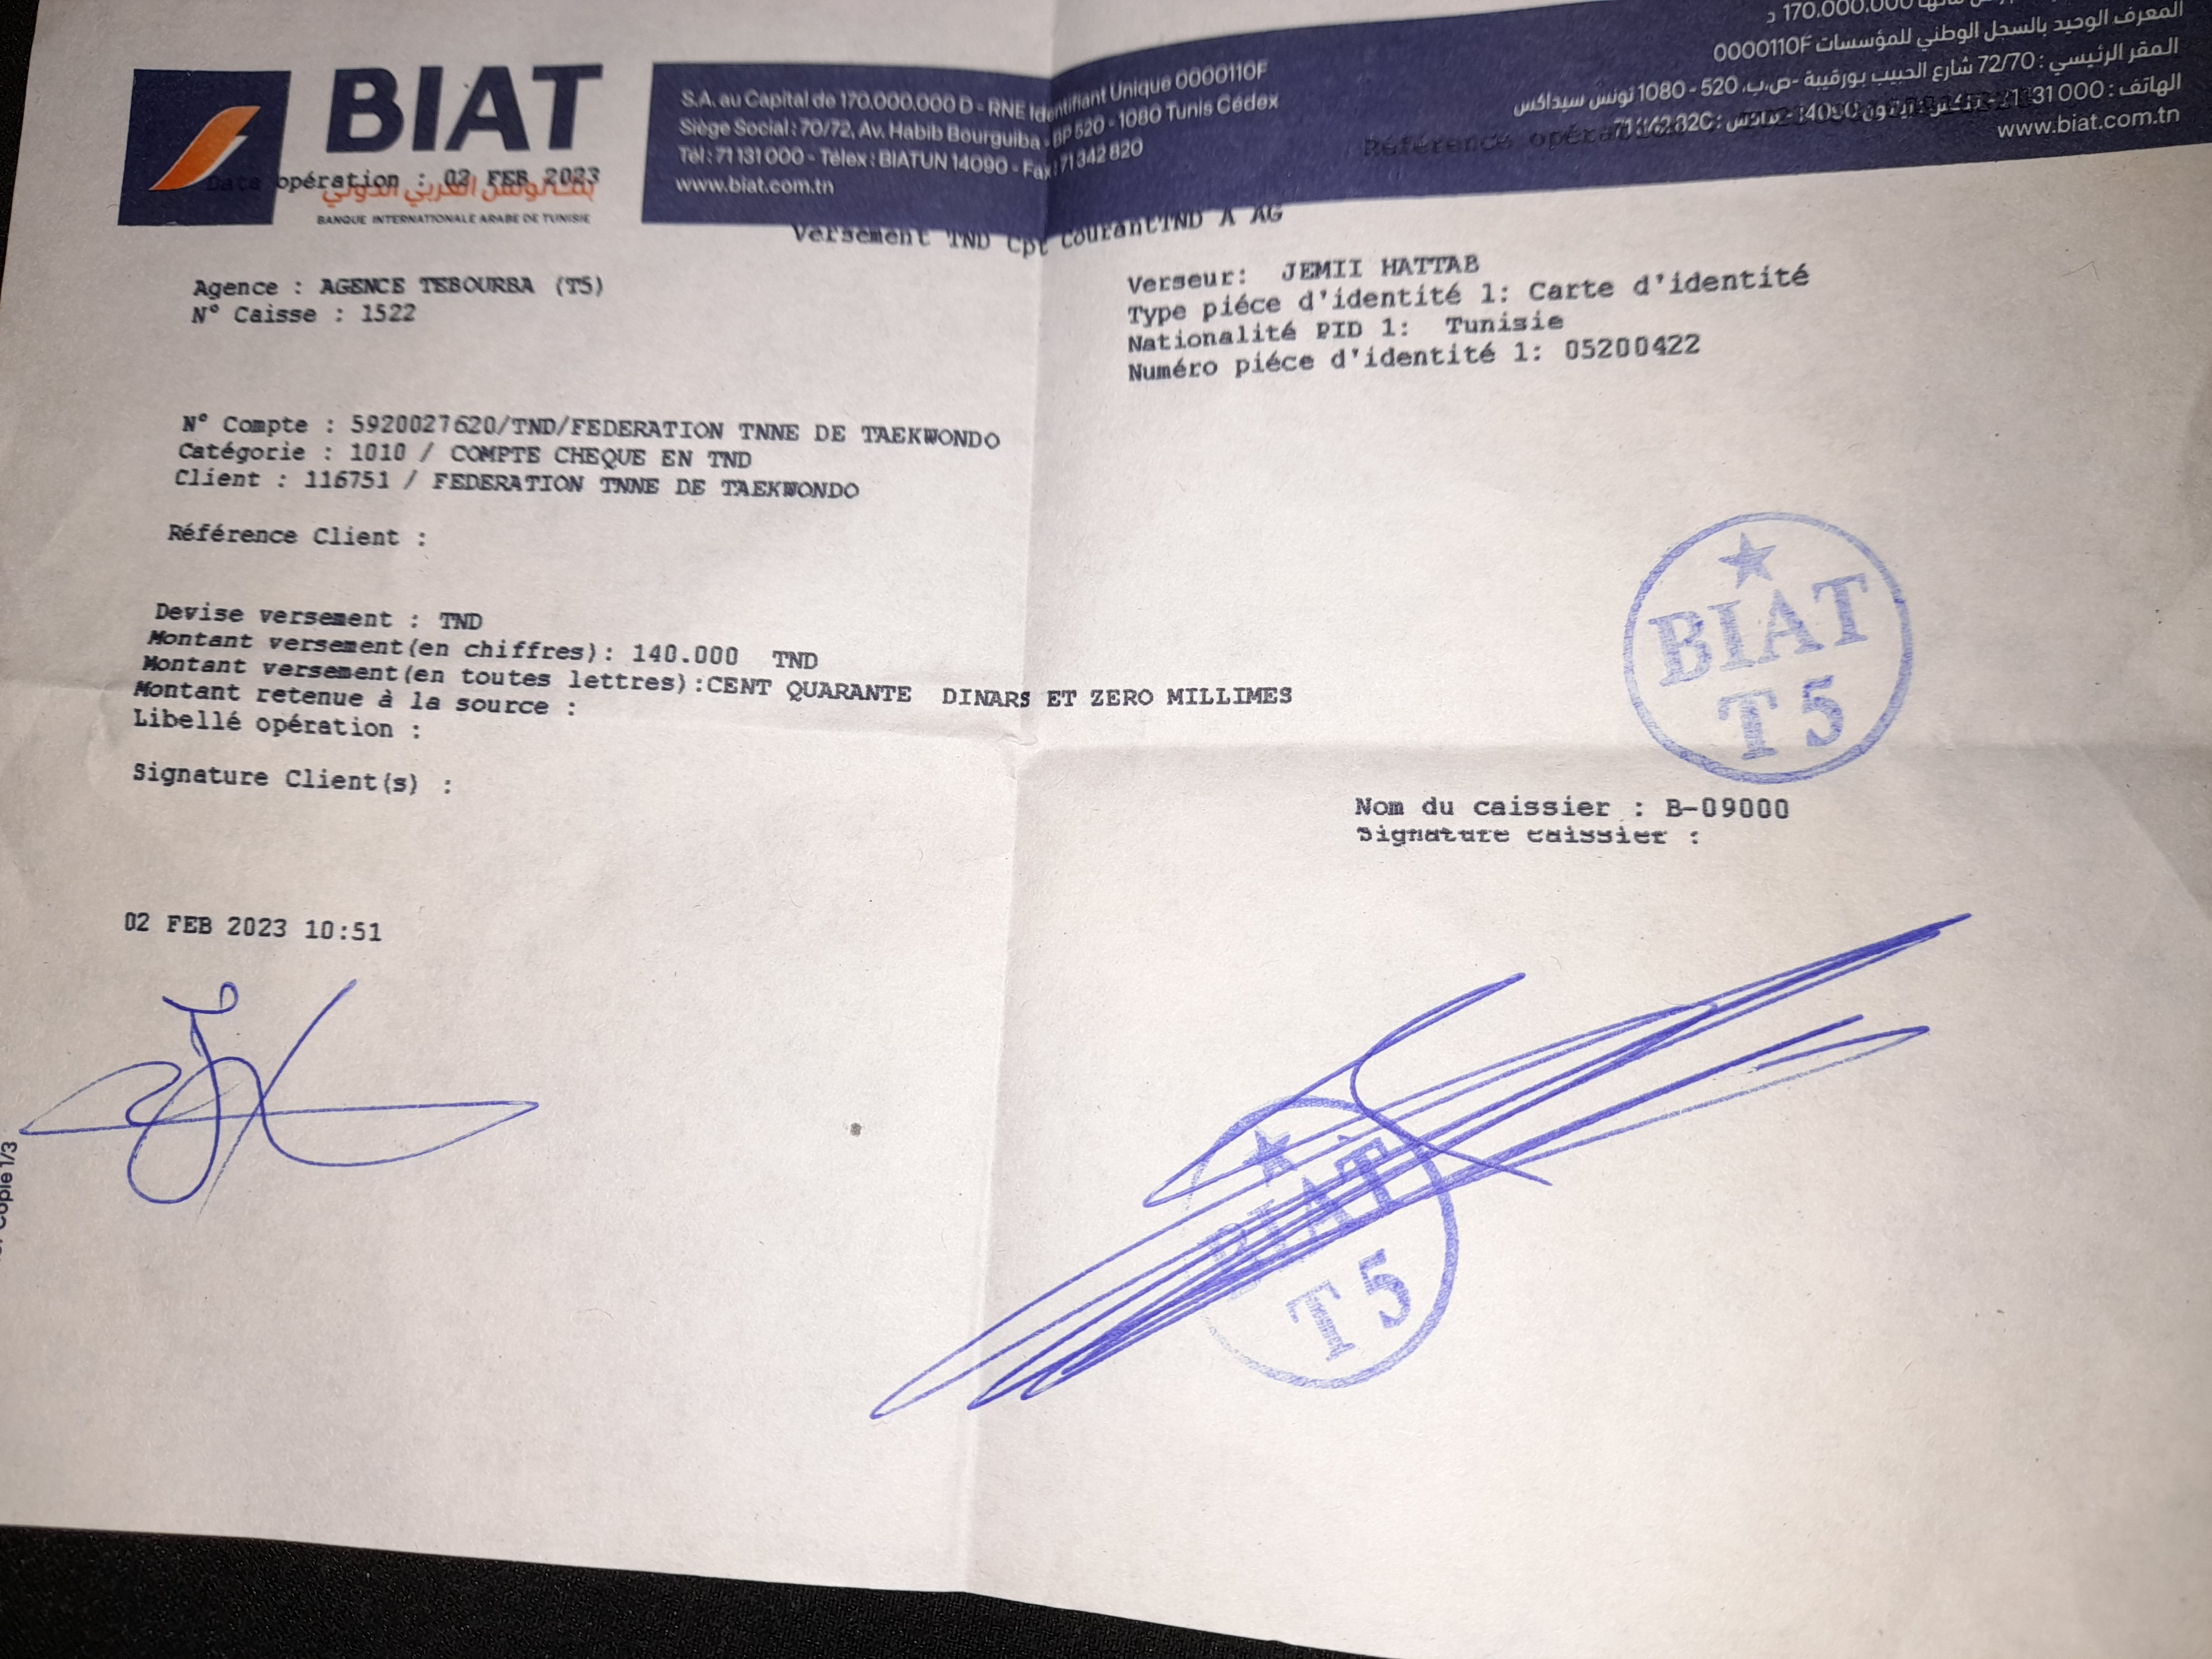 BIAT
بنك تونس العربي الدولي
BANQUE INTERNATIONALE ARABE DE TUNISIE
Date opération : 02 FEB 2023
S.A. au Capital de 170.000.000 D - RNE Identifiant Unique 0000110F
Siège Social : 70/72, Av. Habib Bourguiba - BP 520 - 1080 Tunis Cédex
Tél : 71 131 000 - Télex : BIATUN 14090 - Fax : 71 342 820
www.biat.com.tn
170.000.000 د
المعرف الوحيد بالسجل الوطني للمؤسسات 0000110F
المقر الرئيسي : 72/70 شارع الحبيب بورقيبة -ص.ب. 520 - 1080 تونس سيداكس
الهاتف : 71 131 000
www.biat.com.tn
Référence
Versement TND Cpt CourantTND A AG
Agence : AGENCE TEBOURBA (T5)
N° Caisse : 1522
Verseur: JEMII HATTAB
Type piéce d'identité 1: Carte d'identité
Nationalité PID 1: Tunisie
Numéro piéce d'identité 1: 05200422
N° Compte : 5920027620/TND/FEDERATION TNNE DE TAEKWONDO
Catégorie : 1010 / COMPTE CHEQUE EN TND
Client : 116751 / FEDERATION TNNE DE TAEKWONDO
Référence Client :
Devise versement : TND
Montant versement(en chiffres): 140.000 TND
Montant versement(en toutes lettres):CENT QUARANTE DINARS ET ZERO MILLIMES
Montant retenue à la source :
Libellé opération :
BIAT
T5
Signature Client(s) :
Nom du caissier : B-09000
Signature caissier :
02 FEB 2023 10:51
BIAT
T5
Copie 1/3